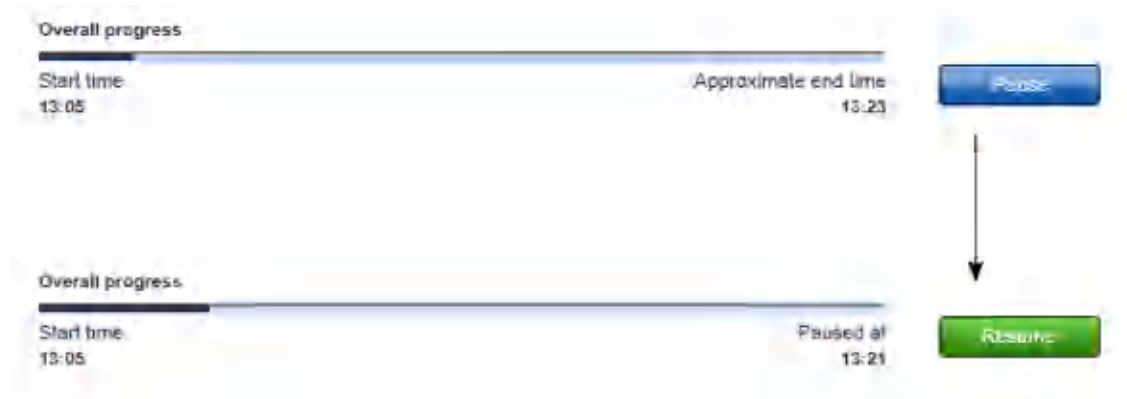 Overall progress
Start time
Approximate end time
13:05
13:23
Pause
Overall progress
Start time
Paused at
13:05
13:21
Resume